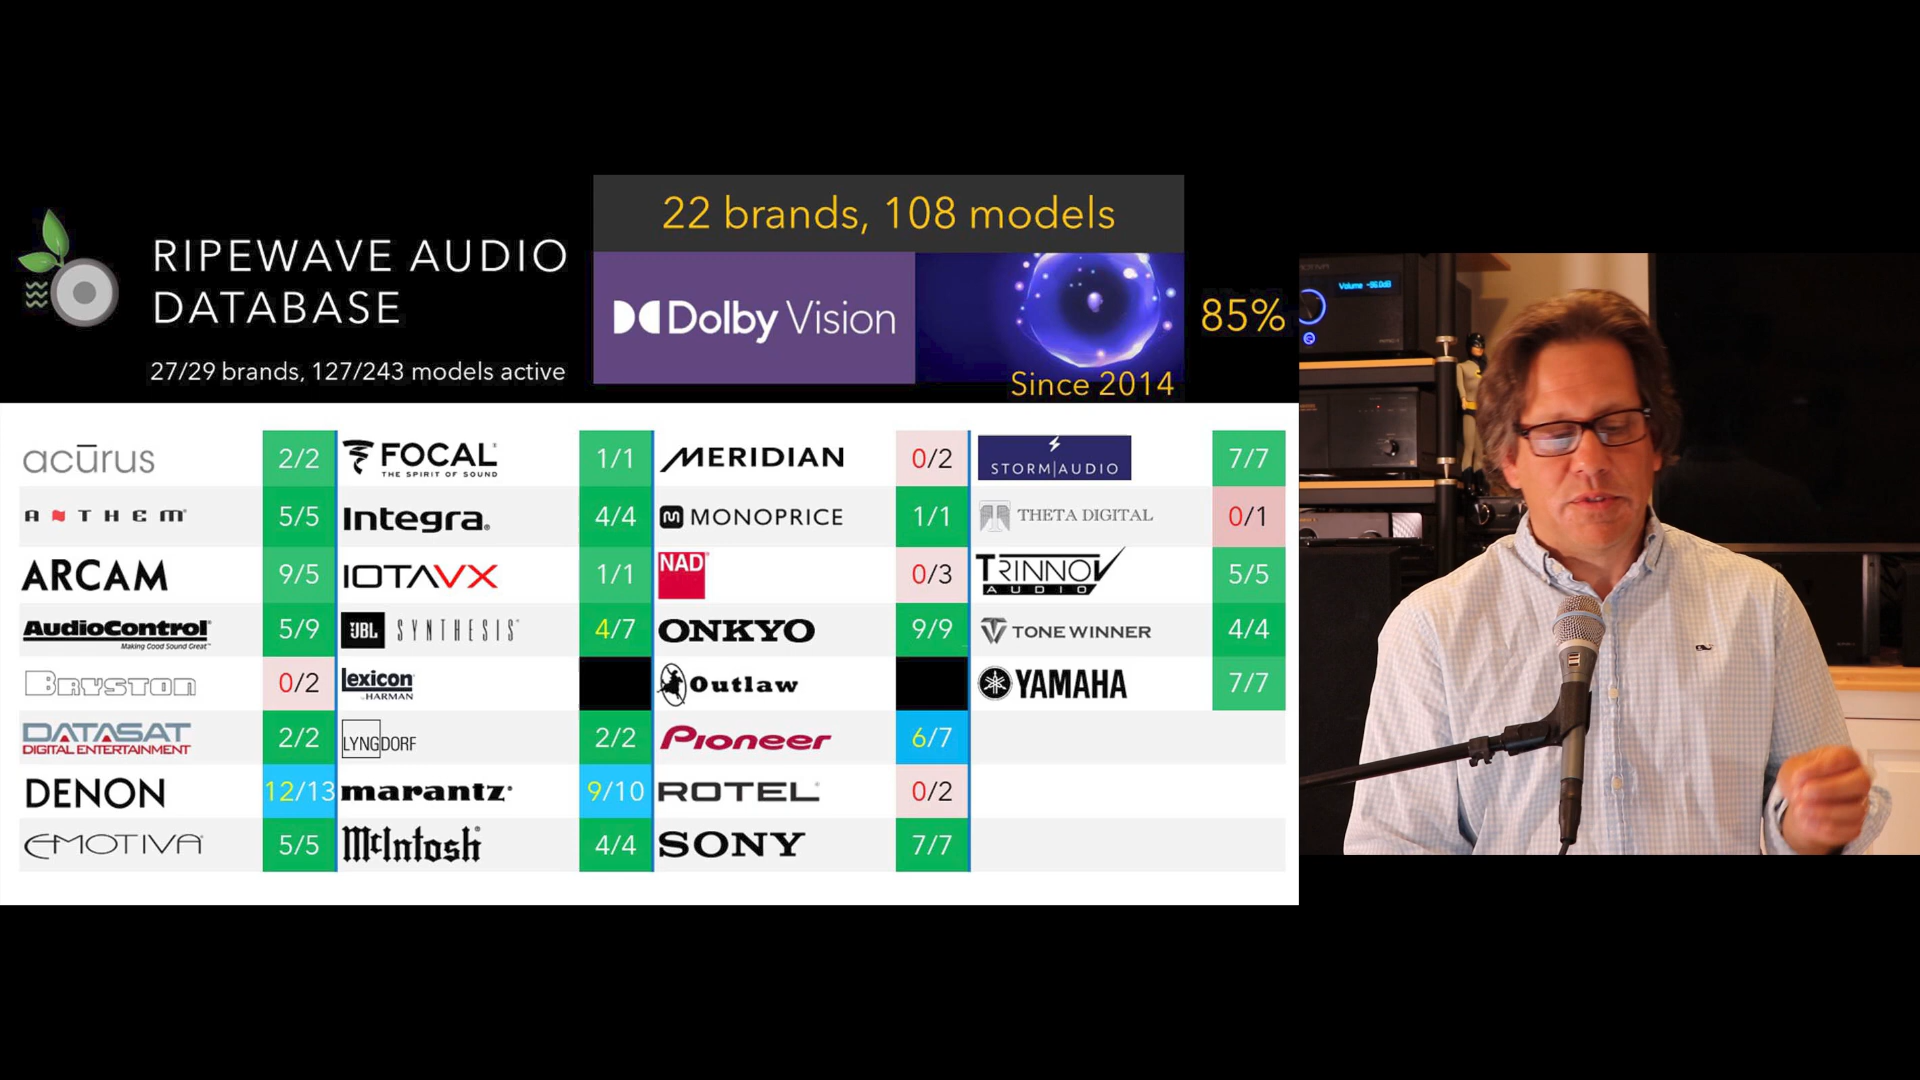 22 brands, 108 models
RIPEWAVE AUDIO
DATABASE
27/29 brands, 127/243 models active
Dolby Vision
Since 2014
85%
Volume -96.0dB
acūrus 2/2 FOCAL THE SPIRIT OF SOUND 1/1 MERIDIAN 0/2 STORM|AUDIO 7/7
ANTHEM 5/5 Integra 4/4 MONOPRICE 1/1 THETA DIGITAL 0/1
ARCAM 9/5 IOTAVX 1/1 NAD 0/3 TRINNOV AUDIO 5/5
AudioControl Making Good Sound Great™ 5/9 JBL SYNTHESIS 4/7 ONKYO 9/9 TONE WINNER 4/4
BRYSTON 0/2 lexicon by HARMAN Outlaw YAMAHA 7/7
DATASAT DIGITAL ENTERTAINMENT 2/2 LYNGDORF 2/2 Pioneer 6/7
DENON 12/13 marantz 9/10 ROTEL 0/2
EMOTIVA 5/5 McIntosh 4/4 SONY 7/7